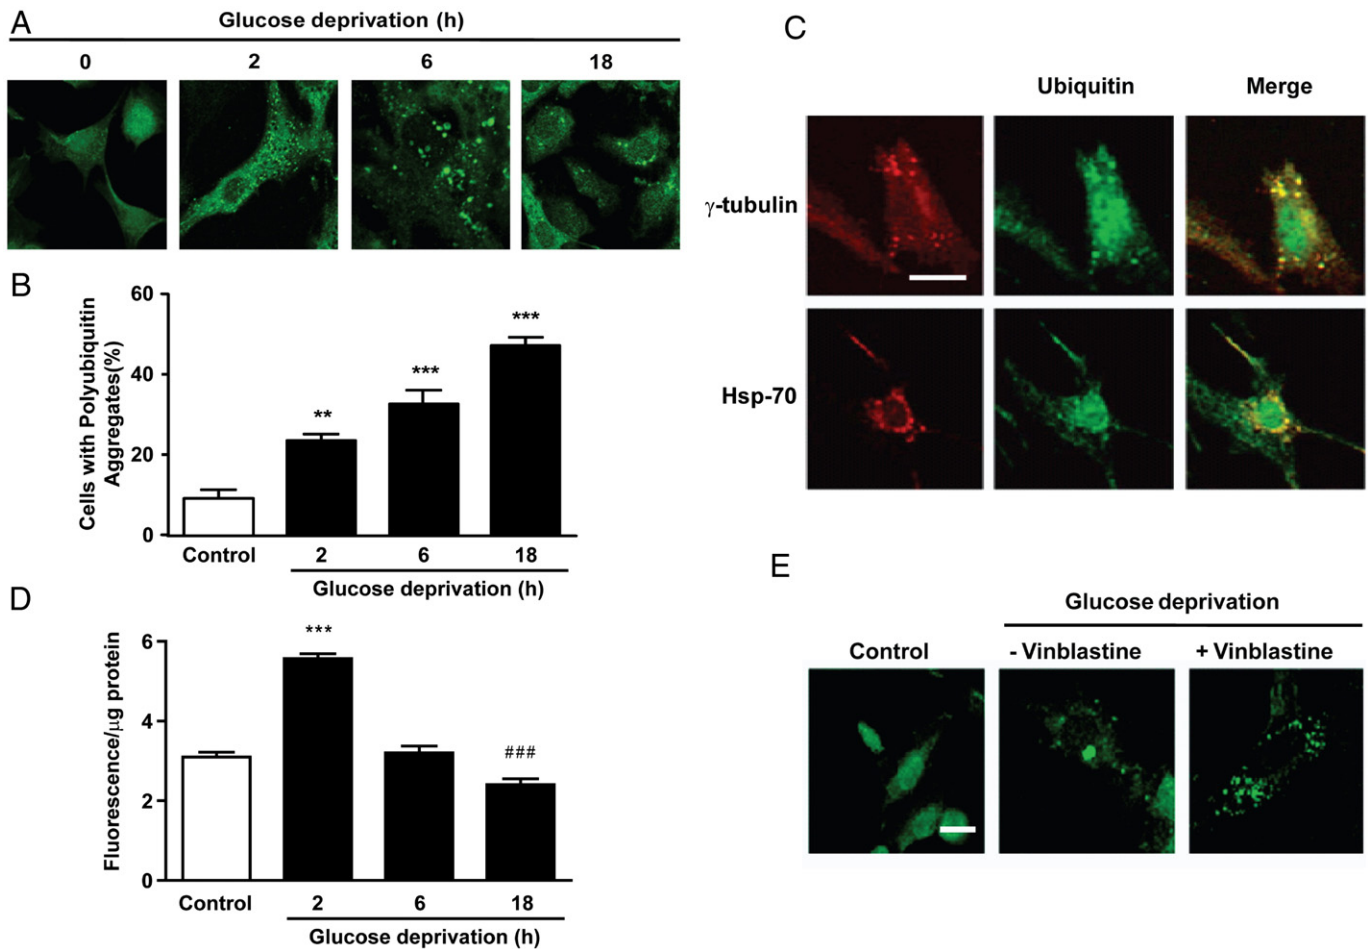 A
Glucose deprivation (h)
0 2 6 18
B
Cells with Polyubiquitin
Aggregates(%)
60
40
20
0
** *** ***
Control 2 6 18
Glucose deprivation (h)
C
Ubiquitin Merge
γ-tubulin
Hsp-70
D
Fluorescence/µg protein
6
4
2
0
*** ###
Control 2 6 18
Glucose deprivation (h)
E
Glucose deprivation
Control - Vinblastine + Vinblastine